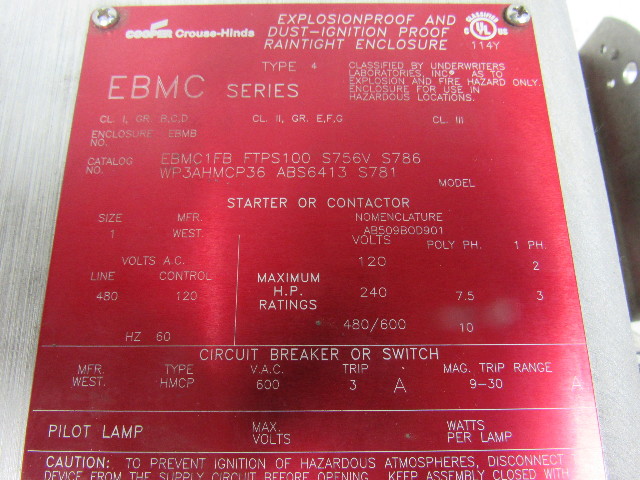 COOPER Crouse-Hinds
EXPLOSIONPROOF AND
DUST-IGNITION PROOF
RAINTIGHT ENCLOSURE
CLASSIFIED
UL
US
114Y
TYPE 4
EBMC SERIES
CLASSIFIED BY UNDERWRITERS
LABORATORIES, INC® AS TO
EXPLOSION AND FIRE HAZARD ONLY.
ENCLOSURE FOR USE IN
HAZARDOUS LOCATIONS.
CL. I, GR. B,C,D CL. II, GR. E,F,G CL. III
ENCLOSURE EBMB
NO.
CATALOG EBMC1FB FTPS100 S756V S786
NO. WP3AHMCP36 ABS6413 S781
MODEL
STARTER OR CONTACTOR
SIZE MFR. NOMENCLATURE
1 WEST. AB509B0D901
VOLTS A.C. VOLTS POLY PH. 1 PH.
LINE CONTROL
480 120
MAXIMUM
H.P.
RATINGS
120 2
240 7.5 3
480/600 10
HZ 60
CIRCUIT BREAKER OR SWITCH
MFR. TYPE V.A.C. TRIP MAG. TRIP RANGE
WEST. HMCP 600 3 A 9-30 A
PILOT LAMP MAX. WATTS
VOLTS PER LAMP
CAUTION: TO PREVENT IGNITION OF HAZARDOUS ATMOSPHERES, DISCONNECT
DEVICE FROM THE SUPPLY CIRCUIT BEFORE OPENING. KEEP ASSEMBLY CLOSED WITH